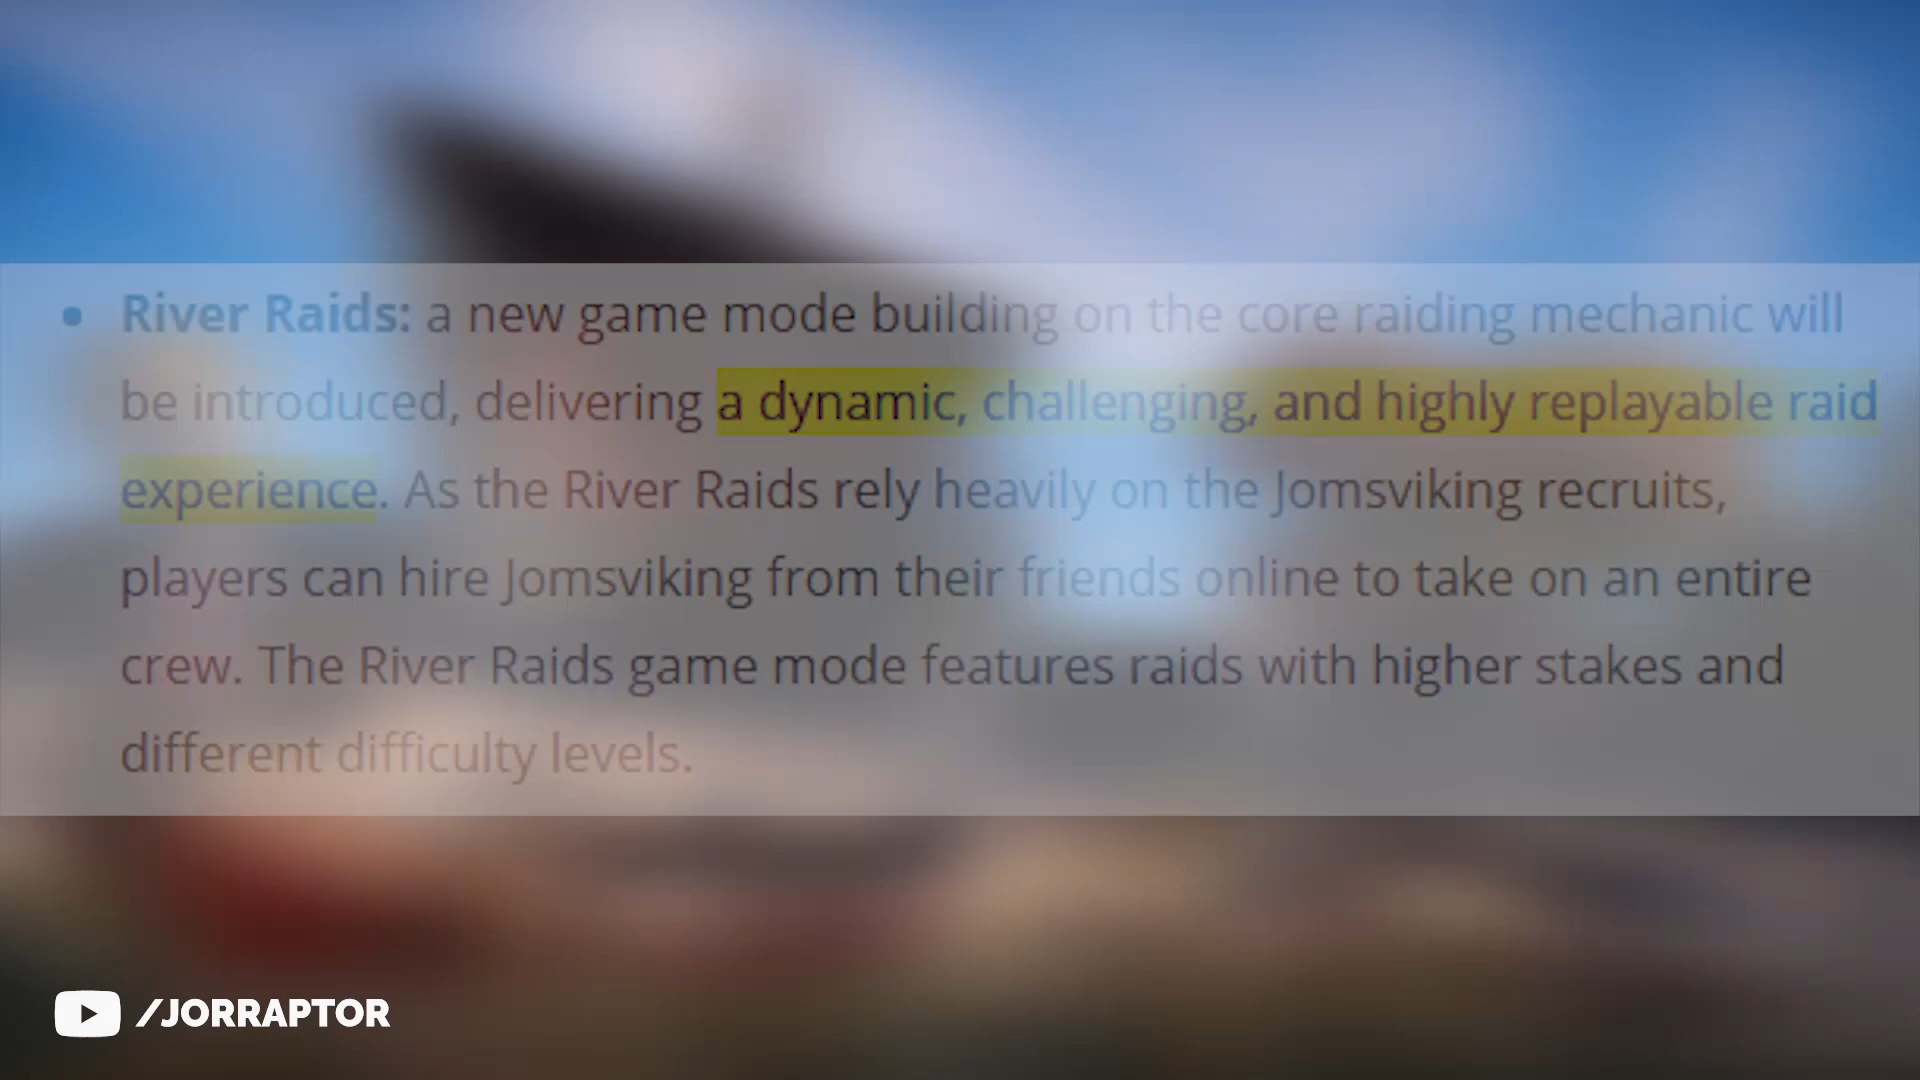 • River Raids: a new game mode building on the core raiding mechanic will
be introduced, delivering a dynamic, challenging, and highly replayable raid
experience. As the River Raids rely heavily on the Jomsviking recruits,
players can hire Jomsviking from their friends online to take on an entire
crew. The River Raids game mode features raids with higher stakes and
different difficulty levels.
/JORRAPTOR